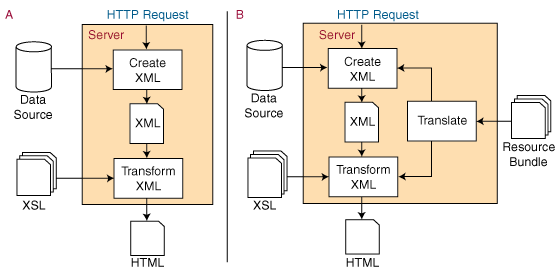 A
HTTP Request
Server
Create
XML
Data
Source
XML
Transform
XML
XSL
HTML
B
HTTP Request
Server
Create
XML
Data
Source
XML
Translate
Resource
Bundle
Transform
XML
XSL
HTML